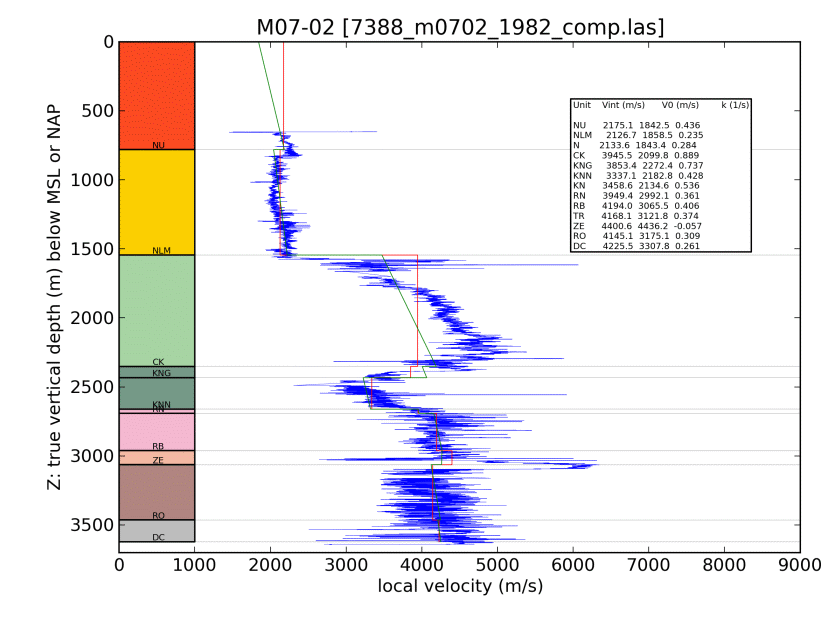 M07-02 [7388_m0702_1982_comp.las]
Z: true vertical depth (m) below MSL or NAP
0
500
1000
1500
2000
2500
3000
3500
NU
NLM
CK
KNG
KNN
RB
ZE
RO
DC
Unit Vint (m/s) V0 (m/s) k (1/s)
NU 2175.1 1842.5 0.436
NLM 2126.7 1858.5 0.235
N 2133.6 1843.4 0.284
CK 3945.5 2099.8 0.889
KNG 3853.4 2272.4 0.737
KNN 3337.1 2182.8 0.428
KN 3458.6 2134.6 0.536
RN 3949.4 2992.1 0.361
RB 4194.0 3065.5 0.406
TR 4168.1 3121.8 0.374
ZE 4400.6 4436.2 -0.057
RO 4145.1 3175.1 0.309
DC 4225.5 3307.8 0.261
0 1000 2000 3000 4000 5000 6000 7000 8000 9000
local velocity (m/s)